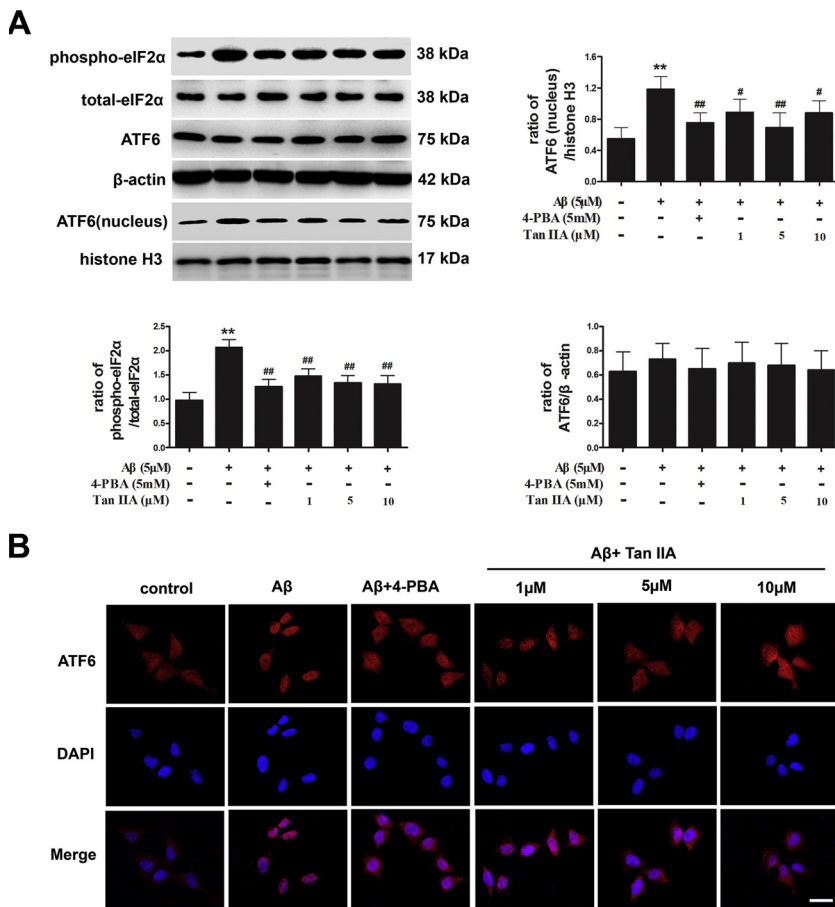 A
phospho-eIF2α 38 kDa
total-eIF2α 38 kDa
ATF6 75 kDa
β-actin 42 kDa
ATF6(nucleus) 75 kDa
histone H3 17 kDa
ratio of
ATF6 (nucleus)
/histone H3
1.6
1.2
0.8
0.4
0.0
** ## # ## #
Aβ (5μM) - + + + + +
4-PBA (5mM) - - + - - -
Tan IIA (μM) - - - 1 5 10
ratio of
phospho-eIF2α
/total-eIF2α
2.5
2.0
1.5
1.0
0.5
0.0
** ## ## ## ##
Aβ (5μM) - + + + + +
4-PBA (5mM) - - + - - -
Tan IIA (μM) - - - 1 5 10
ratio of
ATF6/β -actin
1.0
0.8
0.6
0.4
0.2
0.0
Aβ (5μM) - + + + + +
4-PBA (5mM) - - + - - -
Tan IIA (μM) - - - 1 5 10
B
Aβ+ Tan IIA
control Aβ Aβ+4-PBA 1μM 5μM 10μM
ATF6
DAPI
Merge